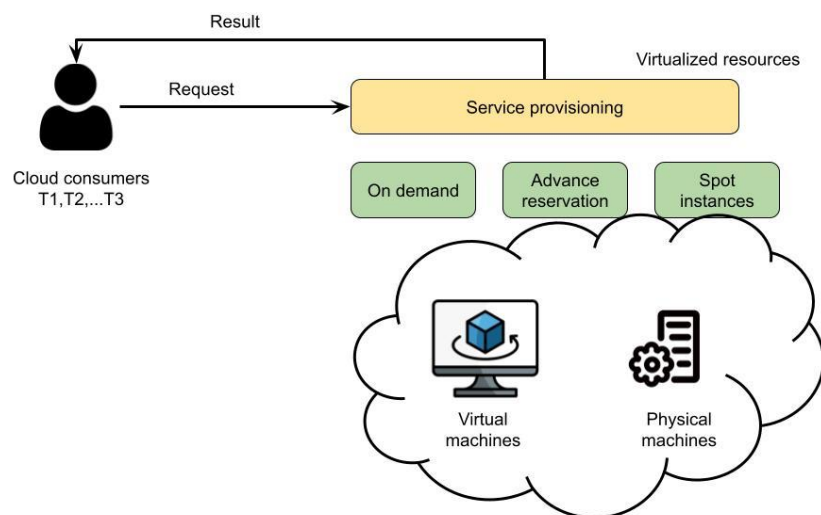 Result
Virtualized resources
Request
Service provisioning
Cloud consumers
T1,T2,...T3
On demand
Advance
reservation
Spot
instances
Virtual
machines
Physical
machines